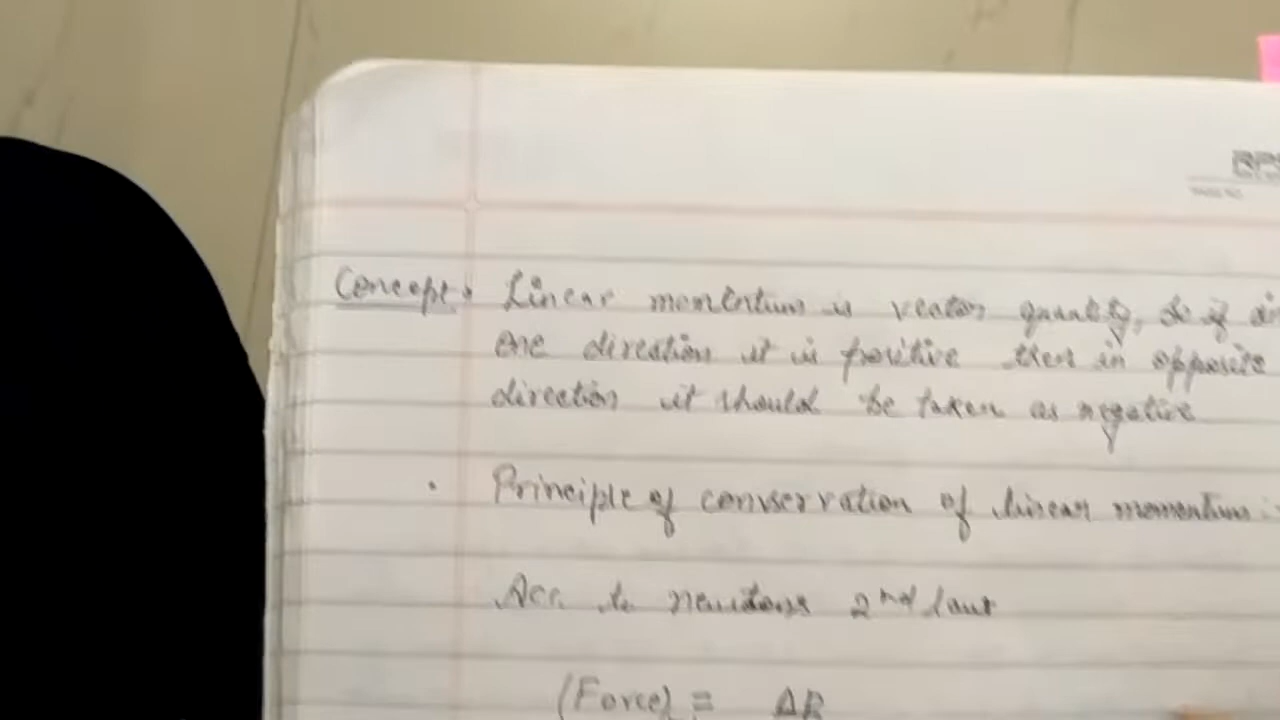 BPS
Concept: Linear momentum is vector quantity, so if in
one direction it is positive then in opposite
direction it should be taken as negative
. Principle of conservation of linear momentum :-
Acc. to newtons 2nd law
(Force) = ΔP